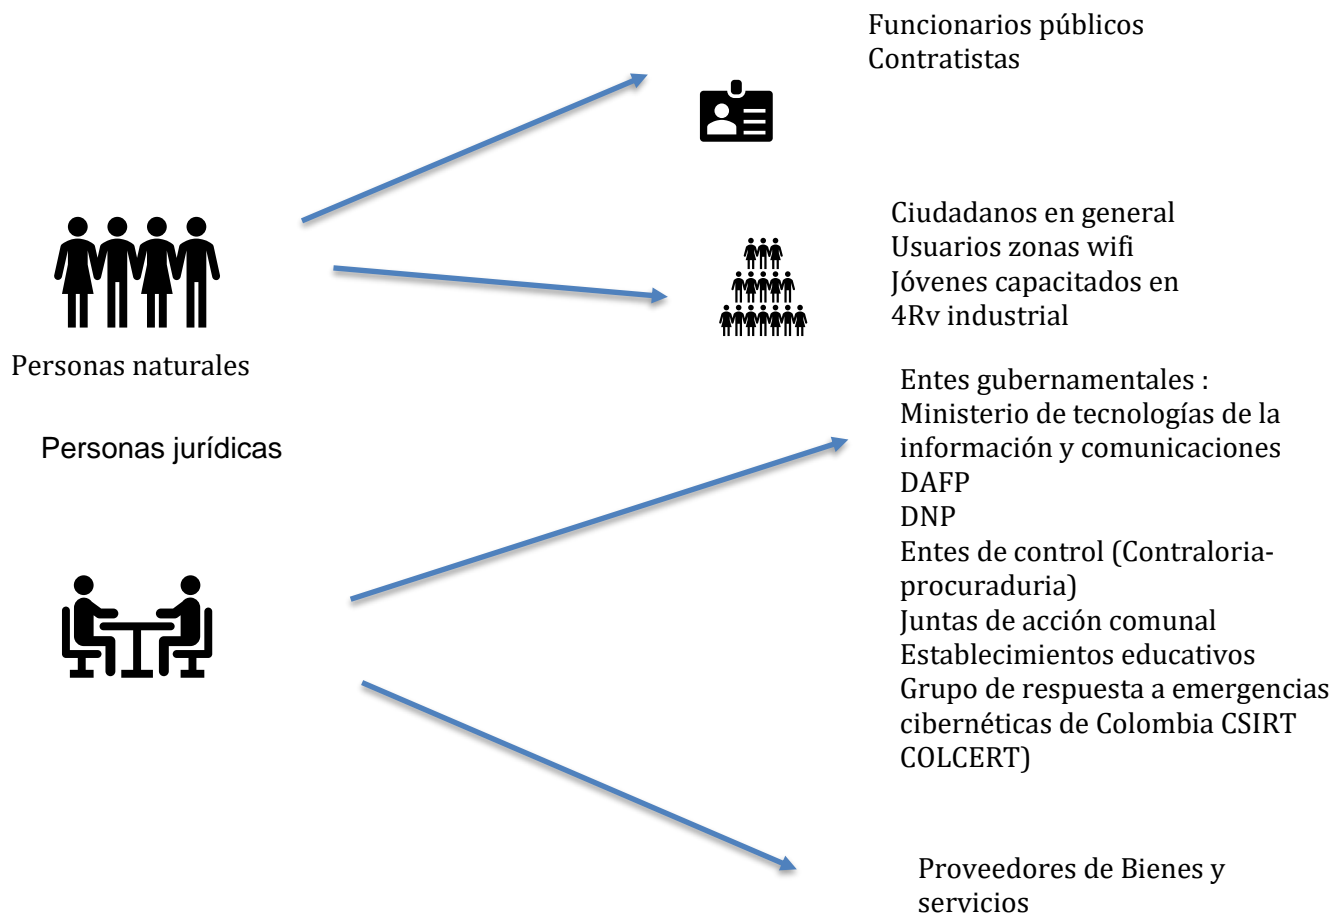 Funcionarios públicos
Contratistas
Ciudadanos en general
Usuarios zonas wifi
Jóvenes capacitados en
4Rv industrial
Personas naturales
Personas jurídicas
Entes gubernamentales :
Ministerio de tecnologías de la
información y comunicaciones
DAFP
DNP
Entes de control (Contraloria-
procuraduria)
Juntas de acción comunal
Establecimientos educativos
Grupo de respuesta a emergencias
cibernéticas de Colombia CSIRT
COLCERT)
Proveedores de Bienes y
servicios